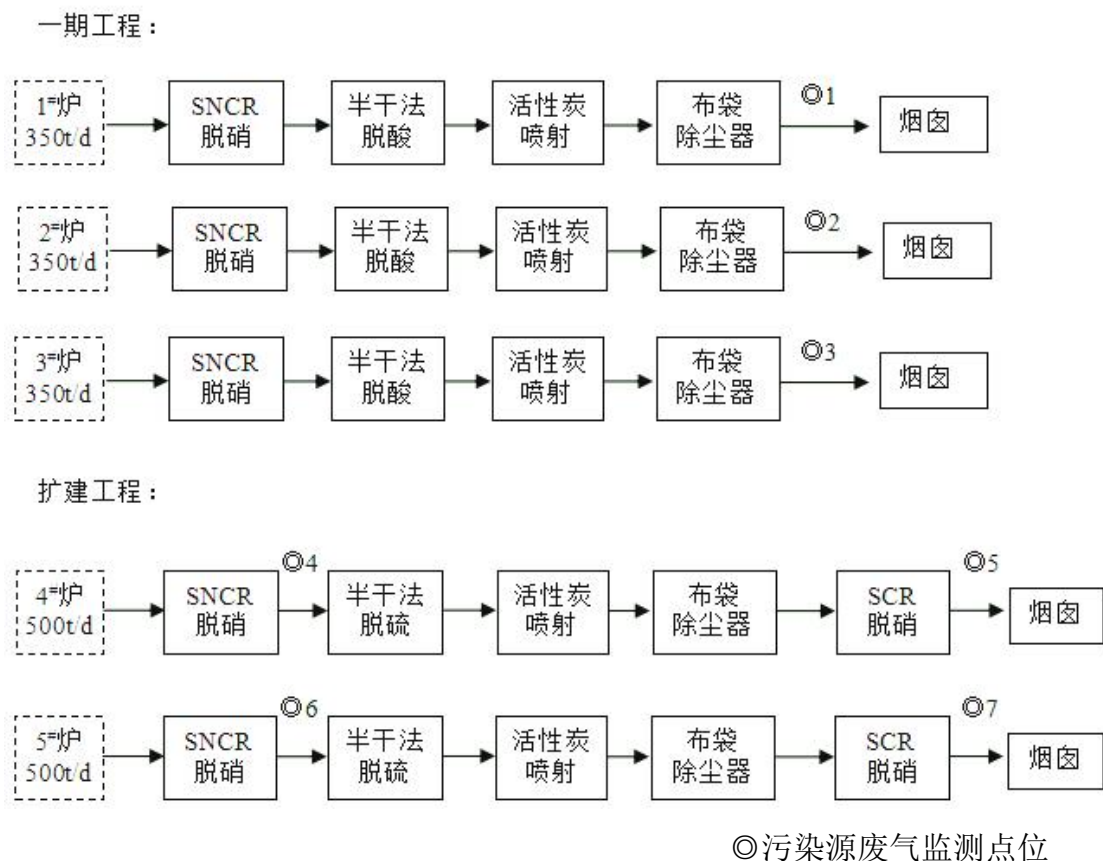 一期工程：
1#炉
350t/d
SNCR
脱硝
半干法
脱酸
活性炭
喷射
布袋
除尘器
◎1
烟囱
2#炉
350t/d
SNCR
脱硝
半干法
脱酸
活性炭
喷射
布袋
除尘器
◎2
烟囱
3#炉
350t/d
SNCR
脱硝
半干法
脱酸
活性炭
喷射
布袋
除尘器
◎3
烟囱
扩建工程：
4#炉
500t/d
SNCR
脱硝
◎4
半干法
脱硫
活性炭
喷射
布袋
除尘器
SCR
脱硝
◎5
烟囱
5#炉
500t/d
SNCR
脱硝
◎6
半干法
脱硫
活性炭
喷射
布袋
除尘器
SCR
脱硝
◎7
烟囱
◎污染源废气监测点位